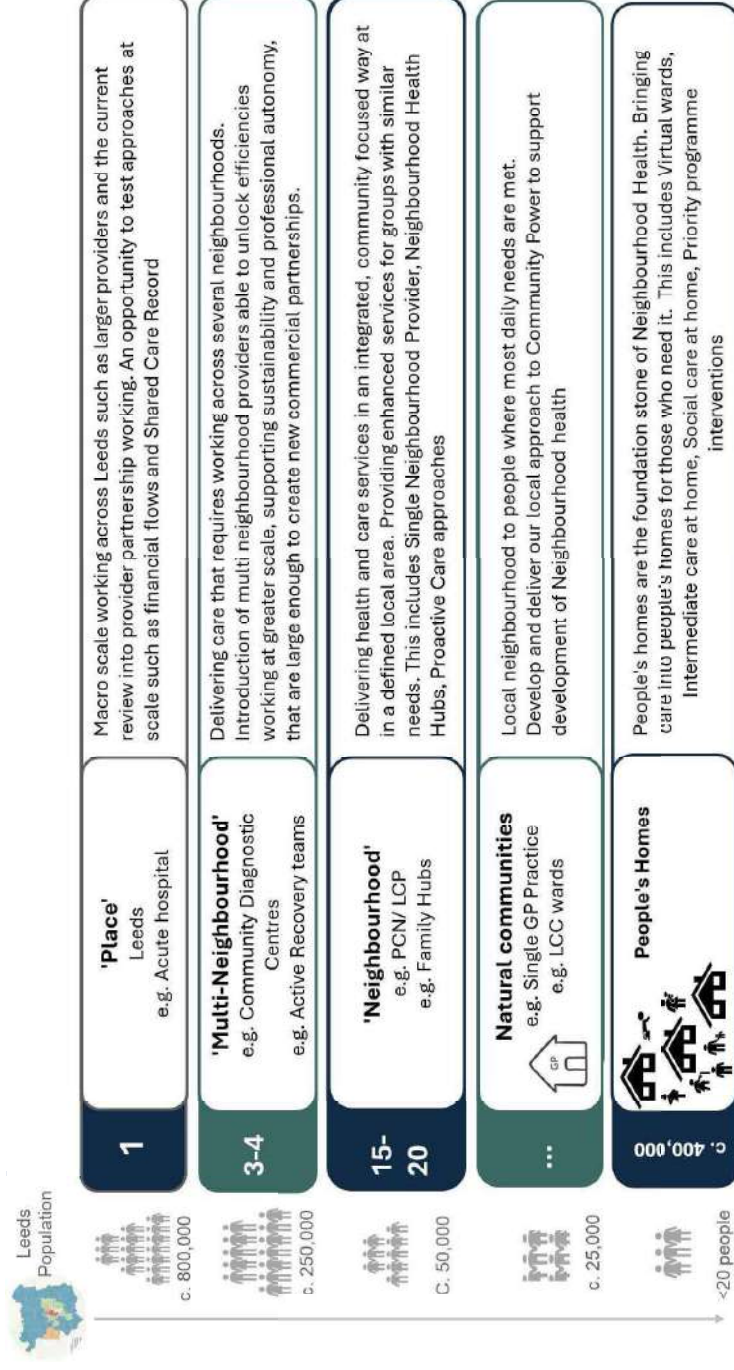 Leeds
Population
c. 800,000
1
'Place'
Leeds
e.g. Acute hospital
Macro scale working across Leeds such as larger providers and the current
review into provider partnership working. An opportunity to test approaches at
scale such as financial flows and Shared Care Record
c. 250,000
3-4
'Multi-Neighbourhood'
e.g. Community Diagnostic
Centres
e.g. Active Recovery teams
Delivering care that requires working across several neighbourhoods.
Introduction of multi neighbourhood providers able to unlock efficiencies
working at greater scale, supporting sustainability and professional autonomy,
that are large enough to create new commercial partnerships.
C. 50,000
15-
20
'Neighbourhood'
e.g. PCN/ LCP
e.g. Family Hubs
Delivering health and care services in an integrated, community focused way at
in a defined local area. Providing enhanced services for groups with similar
needs. This includes Single Neighbourhood Provider, Neighbourhood Health
Hubs, Proactive Care approaches
c. 25,000
...
GP
Natural communities
e.g. Single GP Practice
e.g. LCC wards
Local neighbourhood to people where most daily needs are met.
Develop and deliver our local approach to Community Power to support
development of Neighbourhood health
<20 people
c. 400,000
People's Homes
People's homes are the foundation stone of Neighbourhood Health. Bringing
care into people's homes for those who need it. This includes Virtual wards,
Intermediate care at home, Social care at home, Priority programme
interventions